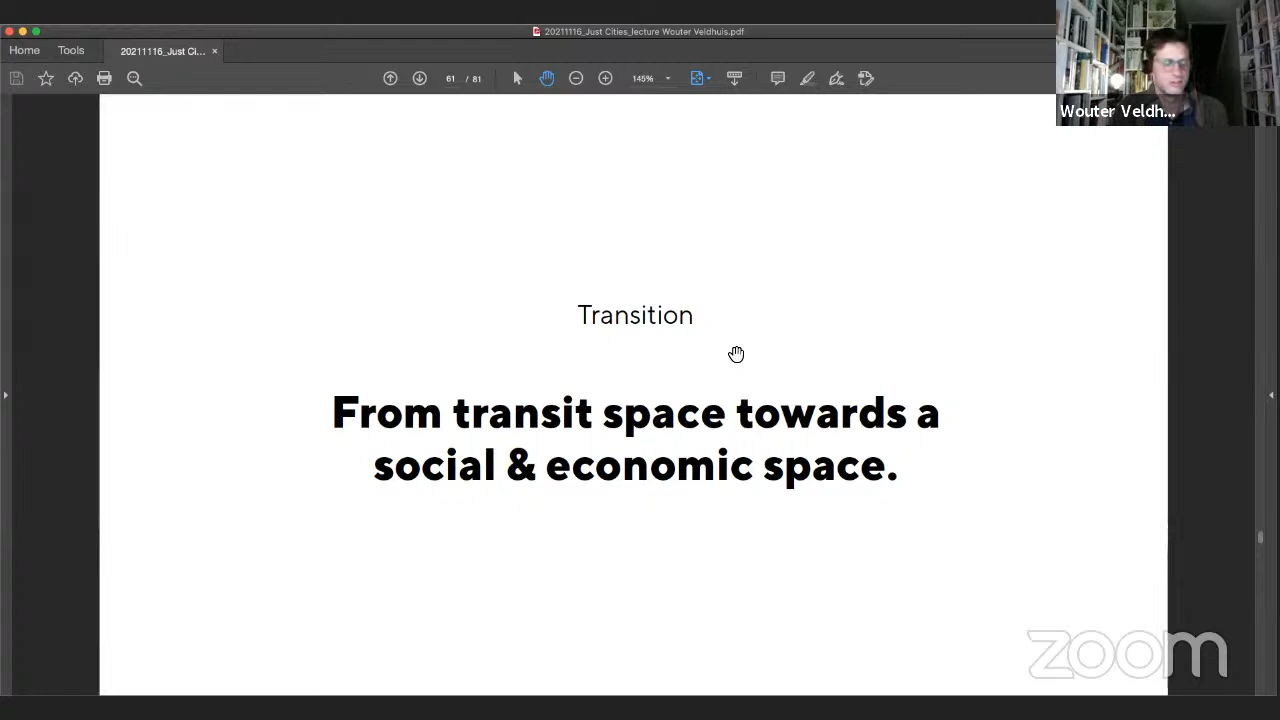 20211116_Just Cities_lecture Wouter Veldhuis.pdf
Home
Tools
20211116_Just Ci...
×
61 / 81
145%
Wouter Veldh...
Transition
From transit space towards a
social & economic space.
zoom